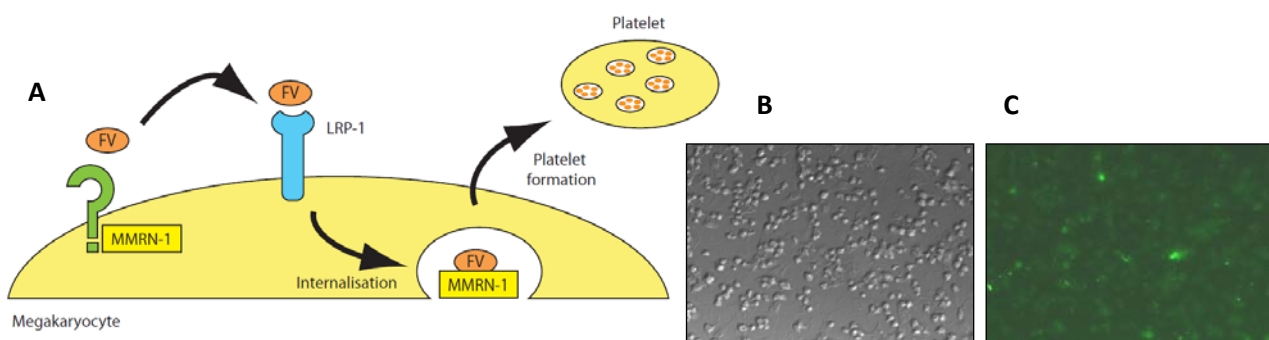 A
FV
MMRN-1
FV
LRP-1
Internalisation
FV
MMRN-1
Platelet
formation
Platelet
Megakaryocyte
B
C